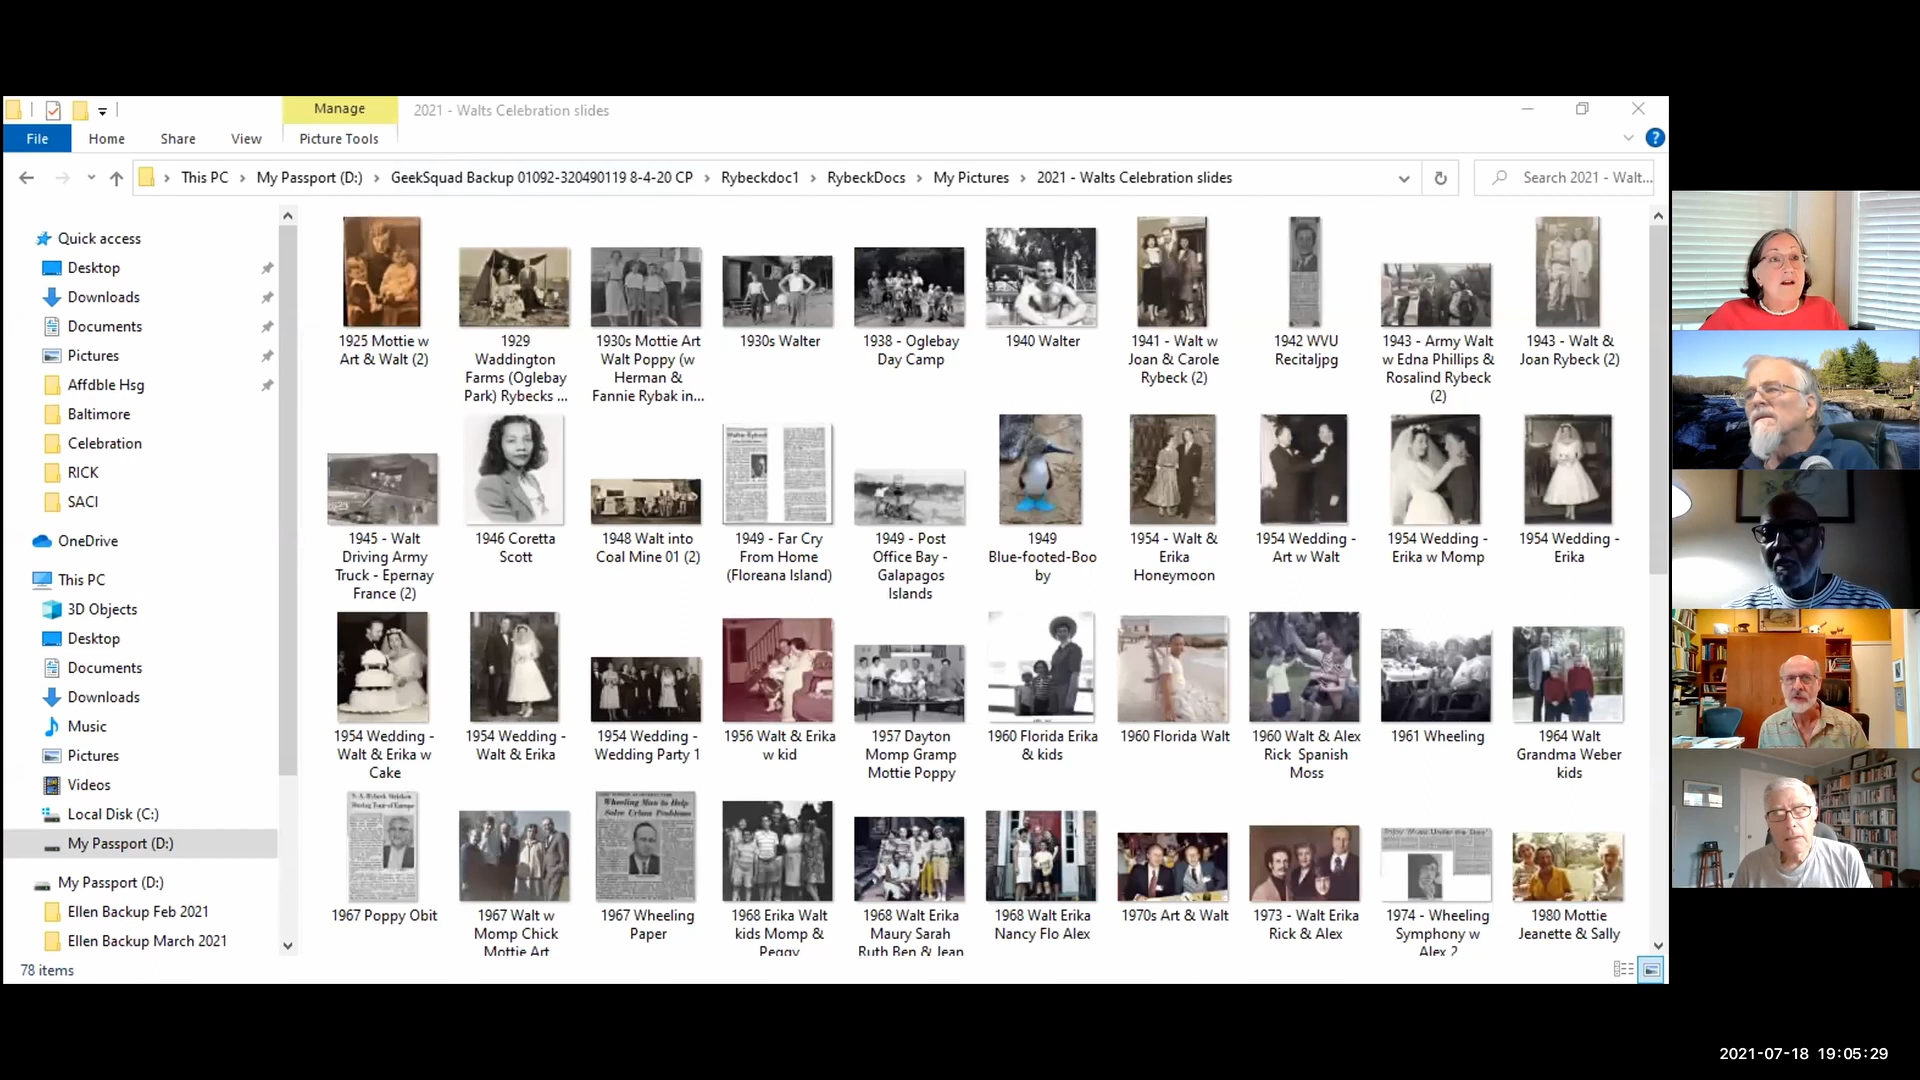 Manage
2021 - Walts Celebration slides
File
Home
Share
View
Picture Tools
This PC
My Passport (D:)
GeekSquad Backup 01092-320490119 8-4-20 CP
Rybeckdoc1
RybeckDocs
My Pictures
2021 - Walts Celebration slides
Search 2021 - Walt...
Quick access
Desktop
Downloads
Documents
Pictures
Affdble Hsg
Baltimore
Celebration
RICK
SACI
OneDrive
This PC
3D Objects
Desktop
Documents
Downloads
Music
Pictures
Videos
Local Disk (C:)
My Passport (D:)
My Passport (D:)
Ellen Backup Feb 2021
Ellen Backup March 2021
78 items
1925 Mottie w
Art & Walt (2)
1929
Waddington
Farms (Oglebay
Park) Rybecks ...
1930s Mottie Art
Walt Poppy (w
Herman &
Fannie Rybak in...
1930s Walter
1938 - Oglebay
Day Camp
1940 Walter
1941 - Walt w
Joan & Carole
Rybeck (2)
1942 WVU
Recitaljpg
1943 - Army Walt
w Edna Phillips &
Rosalind Rybeck
(2)
1943 - Walt &
Joan Rybeck (2)
1945 - Walt
Driving Army
Truck - Epernay
France (2)
1946 Coretta
Scott
1948 Walt into
Coal Mine 01 (2)
1949 - Far Cry
From Home
(Floreana Island)
1949 - Post
Office Bay -
Galapagos
Islands
1949
Blue-footed-Boo
by
1954 - Walt &
Erika
Honeymoon
1954 Wedding -
Art w Walt
1954 Wedding -
Erika w Momp
1954 Wedding -
Erika
1954 Wedding -
Walt & Erika w
Cake
1954 Wedding -
Walt & Erika
1954 Wedding -
Wedding Party 1
1956 Walt & Erika
w kid
1957 Dayton
Momp Gramp
Mottie Poppy
1960 Florida Erika
& kids
1960 Florida Walt
1960 Walt & Alex
Rick Spanish
Moss
1961 Wheeling
1964 Walt
Grandma Weber
kids
Wheeling Man to Help
Solve Urban Problems
1967 Poppy Obit
1967 Walt w
Momp Chick
Mottie Art
1967 Wheeling
Paper
1968 Erika Walt
kids Momp &
Peggy
1968 Walt Erika
Maury Sarah
Ruth Ben & Jean
1968 Walt Erika
Nancy Flo Alex
1970s Art & Walt
1973 - Walt Erika
Rick & Alex
1974 - Wheeling
Symphony w
Alex 2
1980 Mottie
Jeanette & Sally
2021-07-18 19:05:29